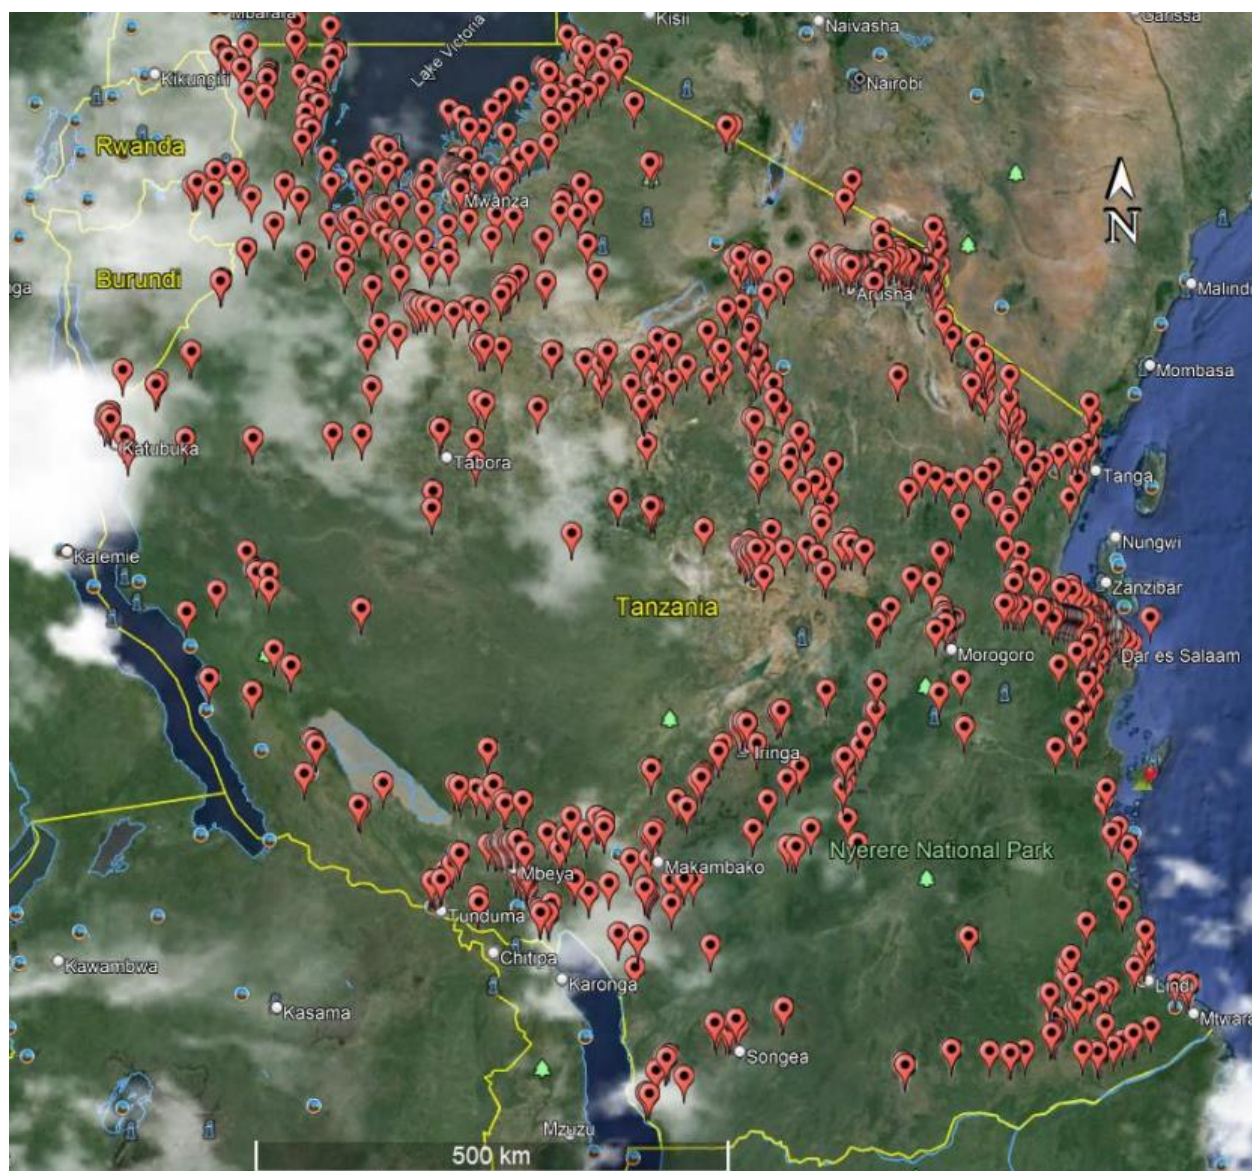 Mbarara
Kisii
Naivasha
Garissa
Kikungiri
Lake Victoria
Nairobi
Rwanda
Mwanza
N
Burundi
Arusha
Malindi
Mombasa
Katubuka
Tabora
Tanga
Kalemie
Nungwi
Zanzibar
Tanzania
Morogoro
Dar es Salaam
Iringa
Makambako
Nyerere National Park
Mbeya
Tunduma
Chitipa
Kawambwa
Karonga
Lindi
Kasama
Mtwara
Songea
Mzuzu
500 km